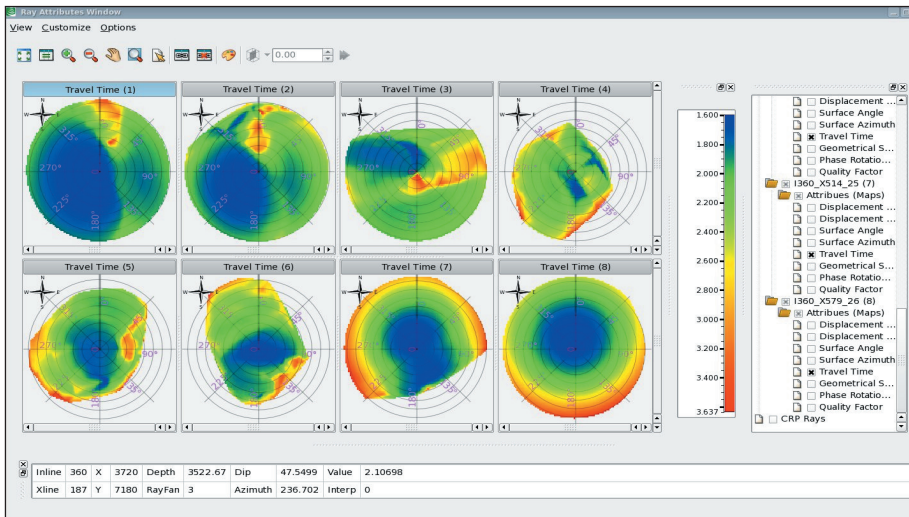 Ray Attributes Window
View Customize Options
0.00
Travel Time (1)
Travel Time (2)
Travel Time (3)
Travel Time (4)
N W E S
315°
270°
225°
180°
90°
45°
Travel Time (5)
Travel Time (6)
Travel Time (7)
Travel Time (8)
1.600
1.800
2.000
2.200
2.400
2.600
2.800
3.000
3.200
3.400
3.637
Displacement ...
Surface Angle
Surface Azimuth
Travel Time
Geometrical S...
Phase Rotatio...
Quality Factor
I360_X514_25 (7)
Attribues (Maps)
Displacement ...
Displacement ...
Surface Angle
Surface Azimuth
Travel Time
Geometrical S...
Phase Rotatio...
Quality Factor
I360_X579_26 (8)
Attribues (Maps)
Displacement ...
Displacement ...
Surface Angle
Surface Azimuth
Travel Time
Geometrical S...
Phase Rotatio...
Quality Factor
CRP Rays
Inline 360 X 3720 Depth 3522.67 Dip 47.5499 Value 2.10698
Xline 187 Y 7180 RayFan 3 Azimuth 236.702 Interp 0